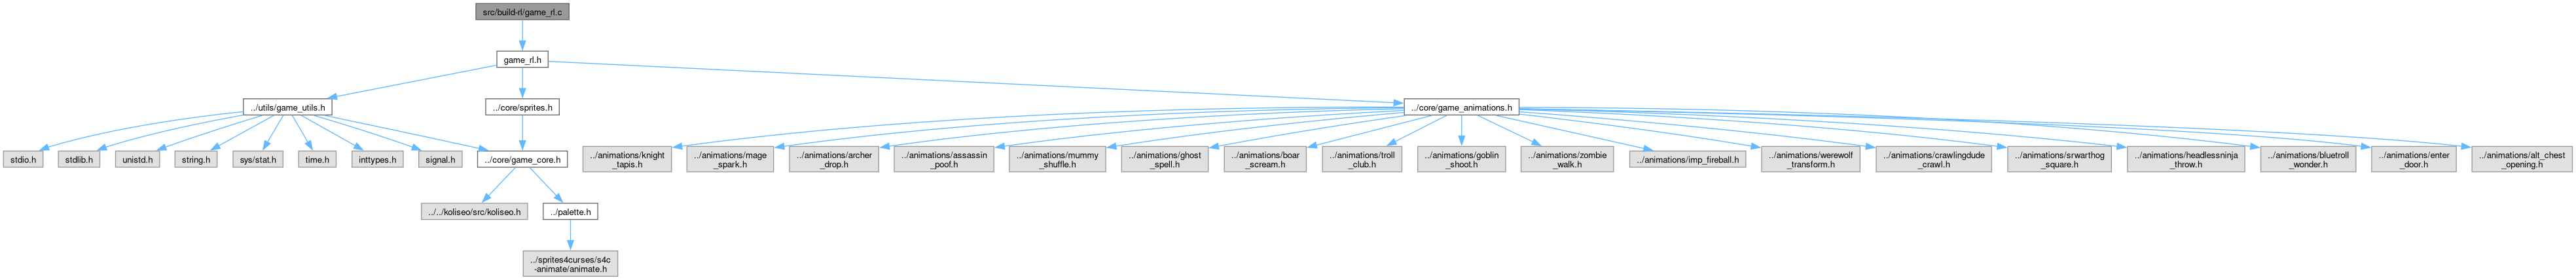 src/build-rl/game_rl.c
game_rl.h
../utils/game_utils.h
../core/sprites.h
../core/game_animations.h
stdio.h
stdlib.h
unistd.h
string.h
sys/stat.h
time.h
inttypes.h
signal.h
../core/game_core.h
../animations/knight
_tapis.h
../animations/mage
_spark.h
../animations/archer
_drop.h
../animations/assassin
_poof.h
../animations/mummy
_shuffle.h
../animations/ghost
_spell.h
../animations/boar
_scream.h
../animations/troll
_club.h
../animations/goblin
_shoot.h
../animations/zombie
_walk.h
../animations/imp_fireball.h
../animations/werewolf
_transform.h
../animations/crawlingdude
_crawl.h
../animations/srwarthog
_square.h
../animations/headlessninja
_throw.h
../animations/bluetroll
_wonder.h
../animations/enter
_door.h
../animations/alt_chest
_opening.h
../../koliseo/src/koliseo.h
../palette.h
../sprites4curses/s4c
-animate/animate.h